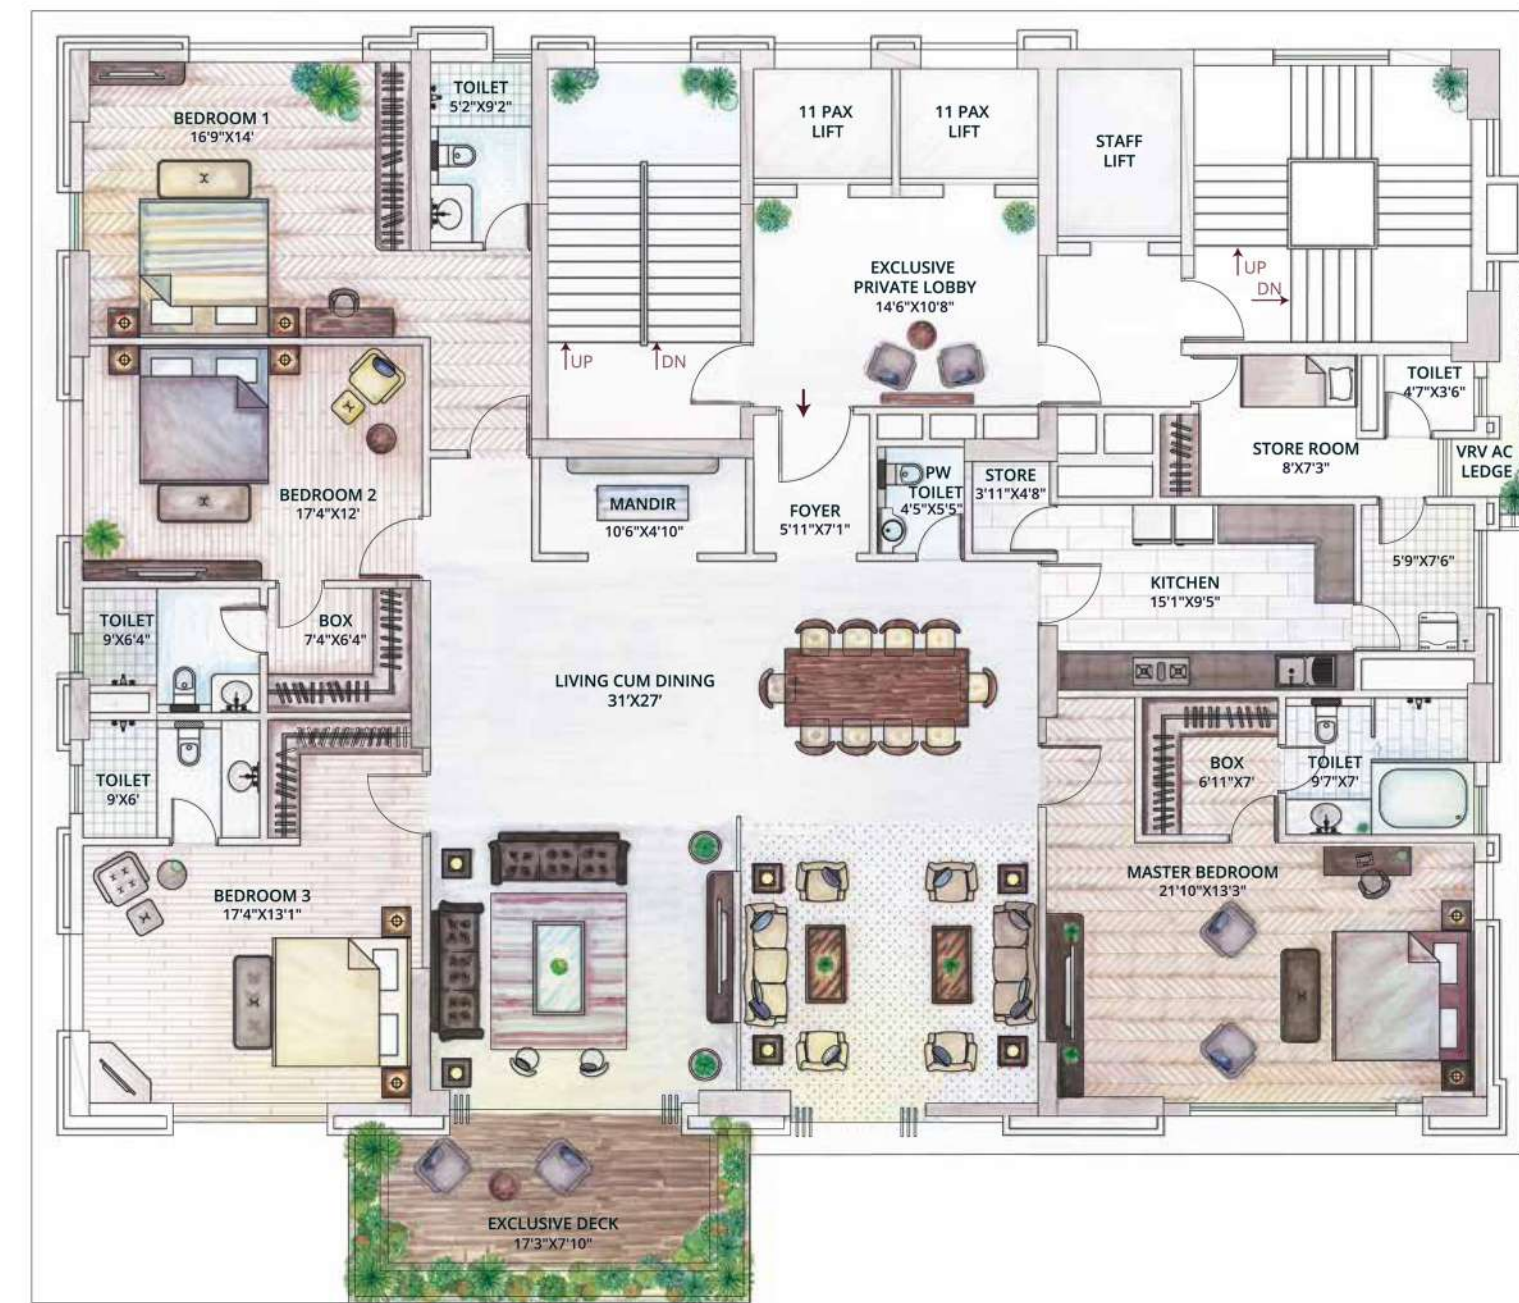 BEDROOM 1
16'9"X14'
TOILET
5'2"X9'2"
11 PAX
LIFT
11 PAX
LIFT
STAFF
LIFT
EXCLUSIVE
PRIVATE LOBBY
14'6"X10'8"
UP
DN
UP
DN
BEDROOM 2
17'4"X12'
MANDIR
10'6"X4'10"
FOYER
5'11"X7'1"
PW
TOILET
4'5"X5'5"
STORE
3'11"X4'8"
STORE ROOM
8'X7'3"
TOILET
4'7"X3'6"
VRV AC
LEDGE
KITCHEN
15'1"X9'5"
5'9"X7'6"
TOILET
9'X6'4"
BOX
7'4"X6'4"
LIVING CUM DINING
31'X27'
TOILET
9'X6'
BOX
6'11"X7'
TOILET
9'7"X7'
BEDROOM 3
17'4"X13'1"
MASTER BEDROOM
21'10"X13'3"
EXCLUSIVE DECK
17'3"X7'10"